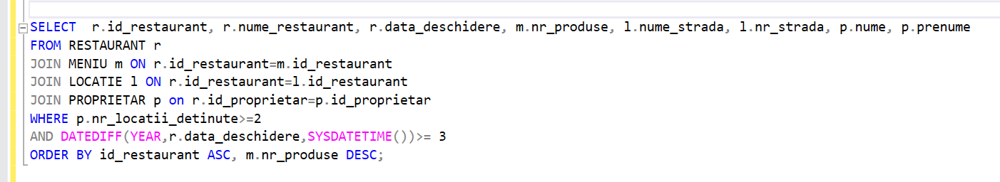 SELECT  r.id_restaurant, r.nume_restaurant, r.data_deschidere, m.nr_produse, l.nume_strada, l.nr_strada, p.nume, p.prenume
FROM RESTAURANT r
JOIN MENIU m ON r.id_restaurant=m.id_restaurant
JOIN LOCATIE l ON r.id_restaurant=l.id_restaurant
JOIN PROPRIETAR p on r.id_proprietar=p.id_proprietar
WHERE p.nr_locatii_detinute>=2
AND DATEDIFF(YEAR,r.data_deschidere,SYSDATETIME())>= 3
ORDER BY id_restaurant ASC, m.nr_produse DESC;